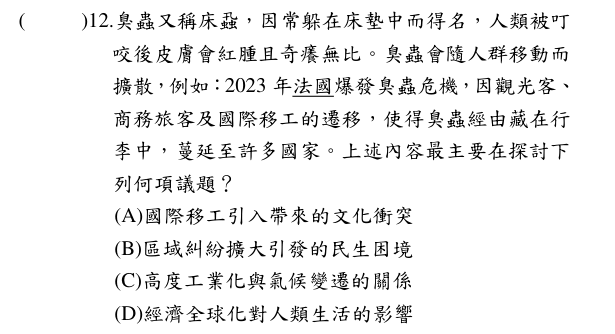 (　　)12.臭蟲又稱床蝨，因常躲在床墊中而得名，人類被叮
咬後皮膚會紅腫且奇癢無比。臭蟲會隨人群移動而
擴散，例如：2023 年法國爆發臭蟲危機，因觀光客、
商務旅客及國際移工的遷移，使得臭蟲經由藏在行
李中，蔓延至許多國家。上述內容最主要在探討下
列何項議題？
(A)國際移工引入帶來的文化衝突
(B)區域糾紛擴大引發的民生困境
(C)高度工業化與氣候變遷的關係
(D)經濟全球化對人類生活的影響